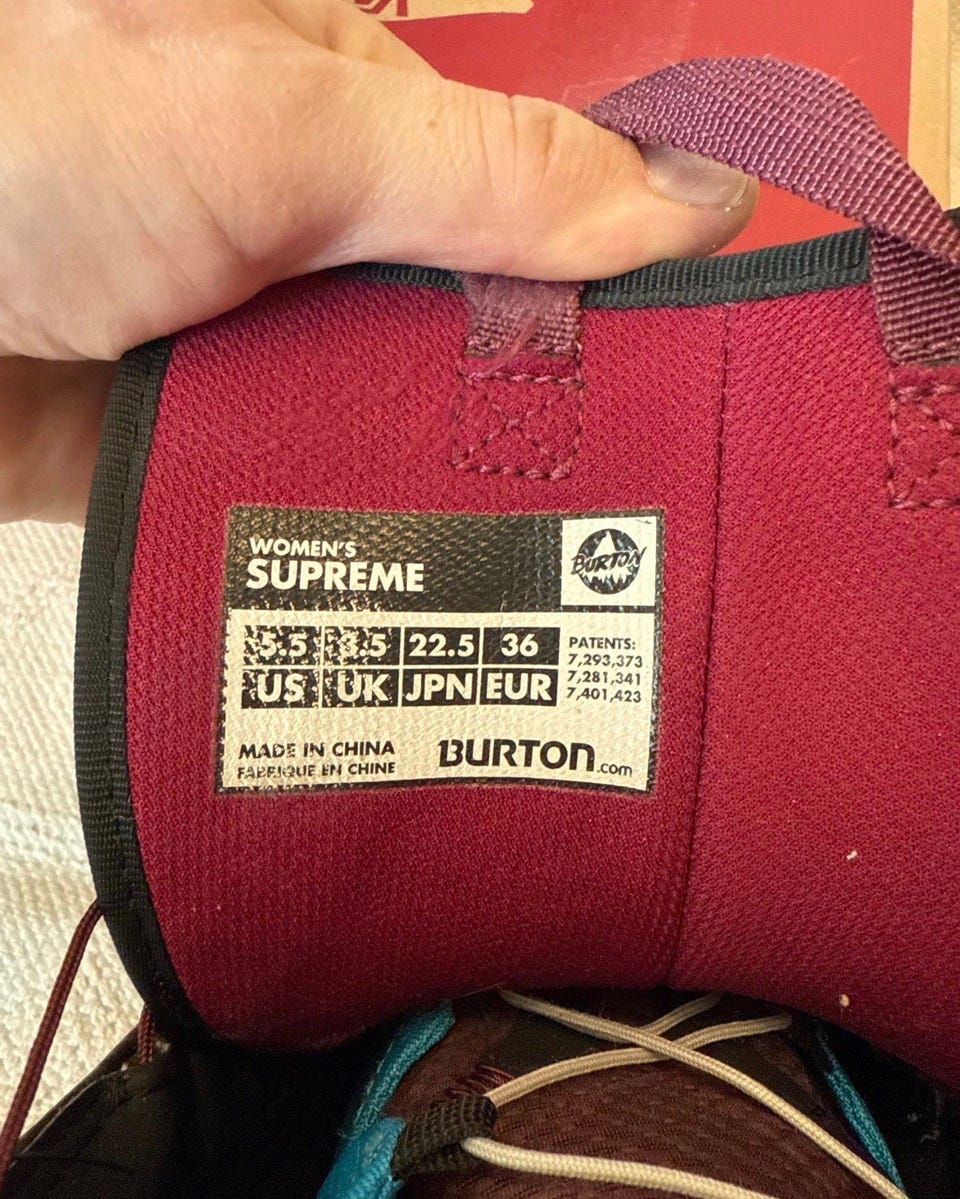 WOMEN'S
SUPREME
BURTON
5.5 3.5 22.5 36
US UK JPN EUR
PATENTS:
7,293,373
7,281,341
7,401,423
MADE IN CHINA
FABRIQUE EN CHINE
BURTON.com